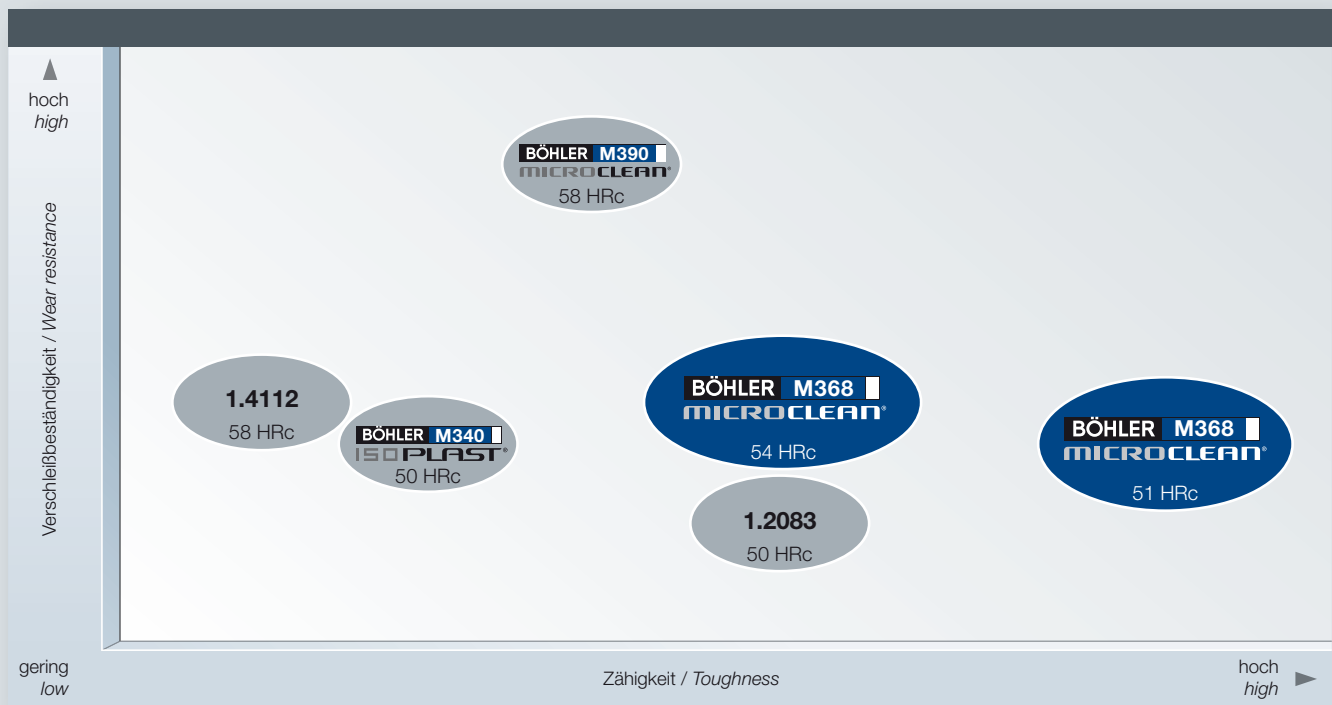 hoch
high
Verschleißbeständigkeit / Wear resistance
BÖHLER M390
MICROCLEAN®
58 HRc
1.4112
58 HRc
BÖHLER M340
ISOPLAST®
50 HRc
BÖHLER M368
MICROCLEAN®
54 HRc
1.2083
50 HRc
BÖHLER M368
MICROCLEAN®
51 HRc
gering
low
Zähigkeit / Toughness
hoch
high